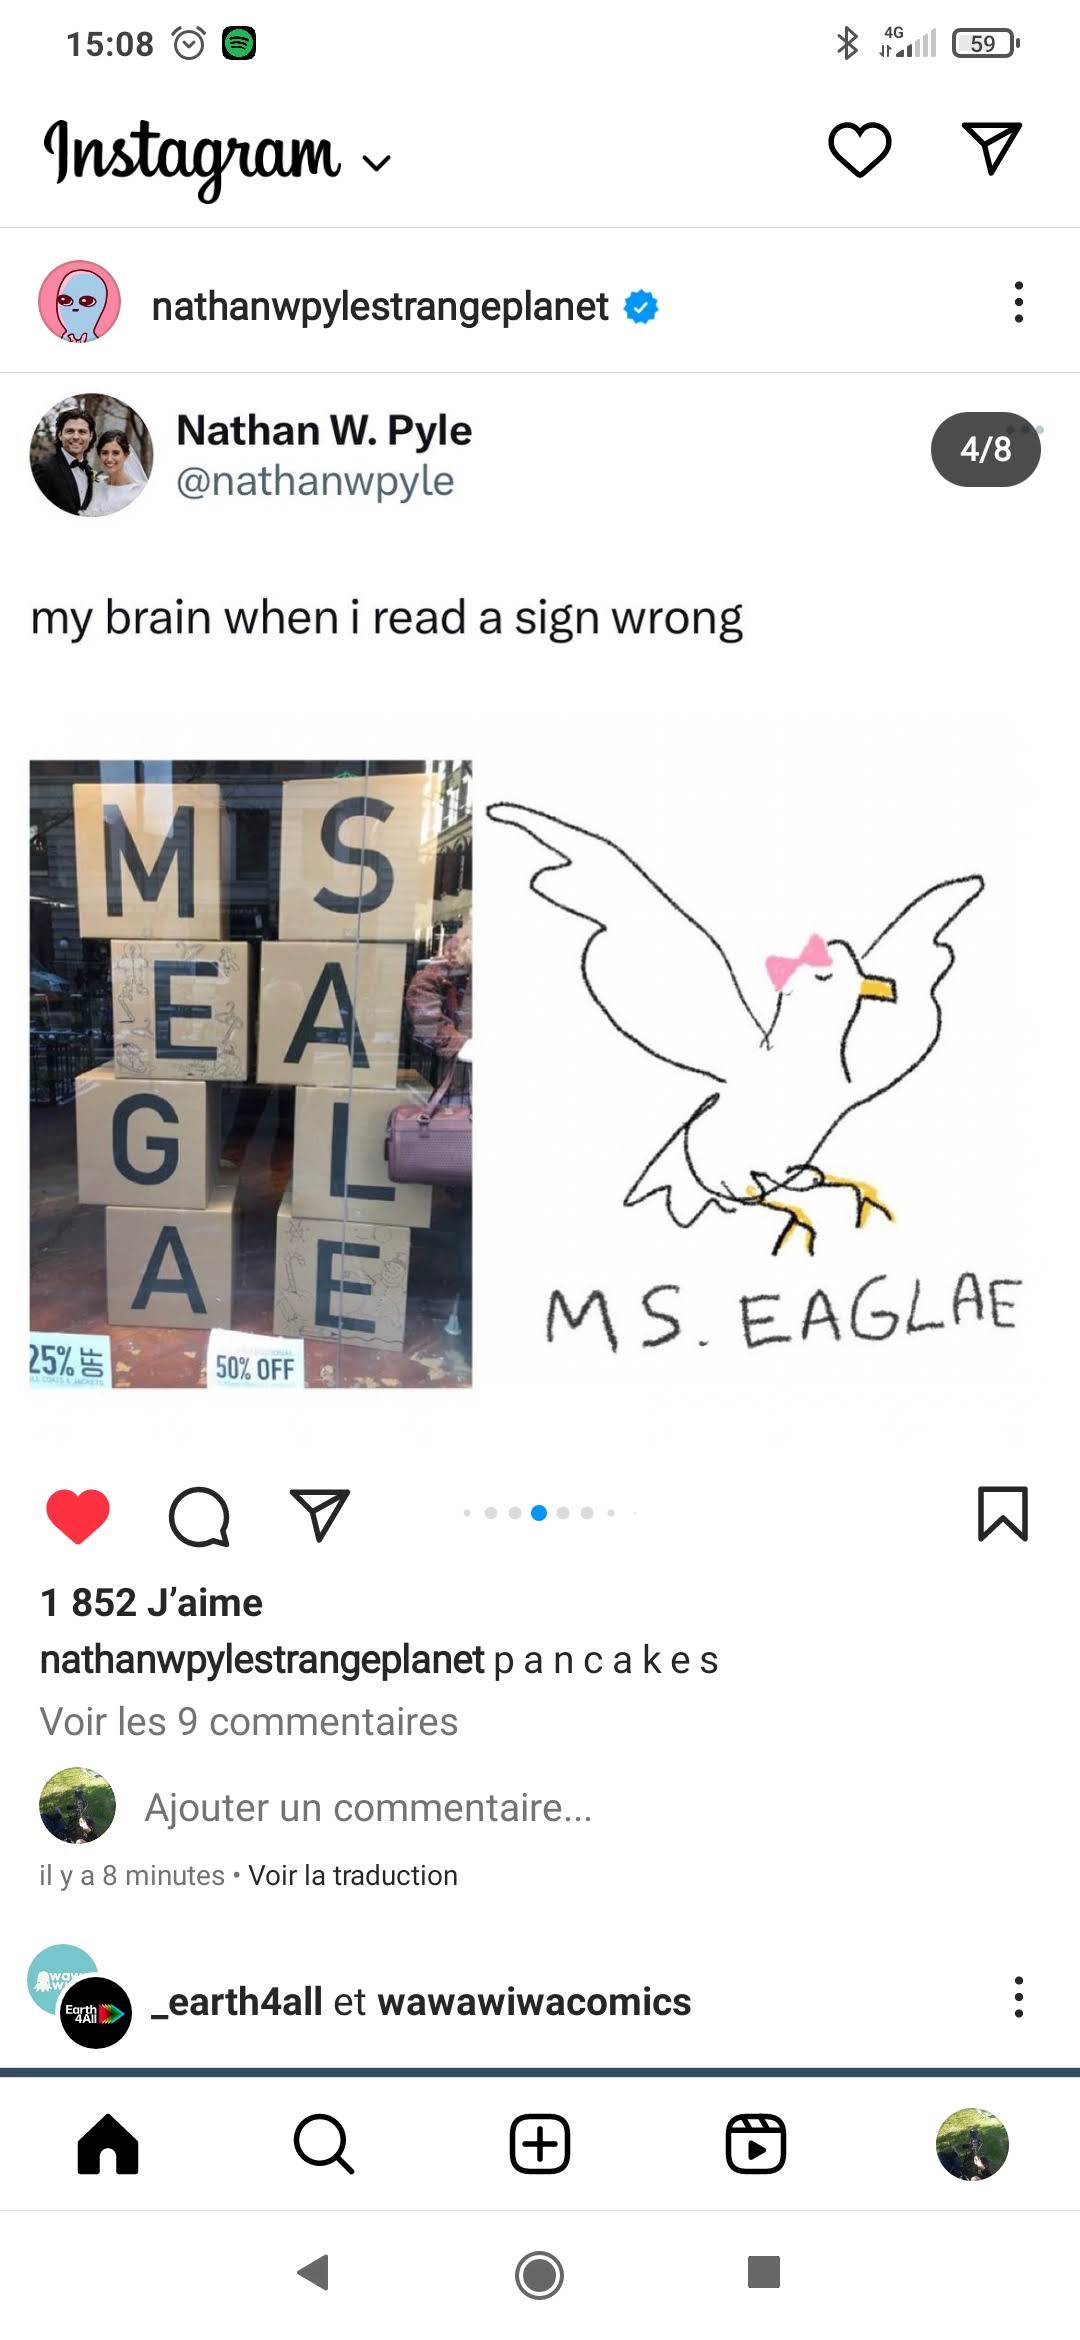 15:08
4G
59
Instagram
nathanwpylestrangeplanet
Nathan W. Pyle
@nathanwpyle
4/8
my brain when i read a sign wrong
M S
E A
G L
A E
25% OFF
50% OFF
MS. EAGLAE
1 852 J’aime
nathanwpylestrangeplanet p a n c a k e s
Voir les 9 commentaires
Ajouter un commentaire...
il y a 8 minutes • Voir la traduction
Earth
4All
_earth4all et wawawiwacomics